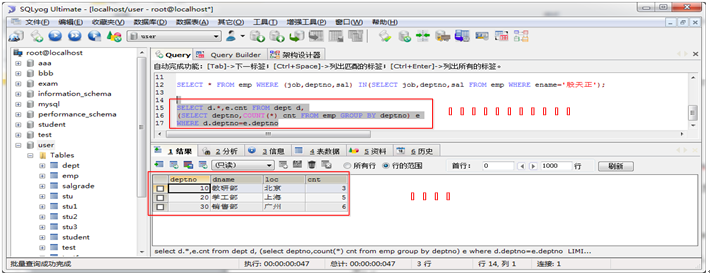 SQLyog Ultimate - [localhost/user - root@localhost*]
文件(F) 编辑(E) 收藏夹(V) 数据库(D) 数据表(A) 其它(O) 工具(T) 增强工具(P) 窗口(W) 帮助(H)
user
root@localhost
aaa
bbb
exam
information_schema
mysql
performance_schema
student
test
user
Tables
dept
emp
salgrade
stu
stu1
stu2
stu3
student
test
Query Query Builder 架构设计器
自动完成功能: [Tab]->下一标签; [Ctrl+Space]->列出匹配的标签; [Ctrl+Enter]->列出所有的标签。
11
12 SELECT * FROM emp WHERE (job,deptno,sal) IN(SELECT job,deptno,sal FROM emp WHERE ename='殷天正');
13
14
15 SELECT d.*,e.cnt FROM dept d,
16 (SELECT deptno,COUNT(*) cnt FROM emp GROUP BY deptno) e
17 WHERE d.deptno=e.deptno
1 结果 2 分析 3 信息 4 表数据 5 资料 6 历史
(只读) 所有行 行的范围 首行: 0 1000 行 刷新
deptno dname loc cnt
10 教研部 北京 3
20 学工部 上海 5
30 销售部 广州 6
select d.*,e.cnt from dept d, (select deptno,count(*) cnt from emp group by deptno) e where d.deptno=e.deptno LIMI...
批量查询成功完成 执行: 00:00:00:047 总计: 00:00:00:047 3 行 行 14, 列 1 连接: 1